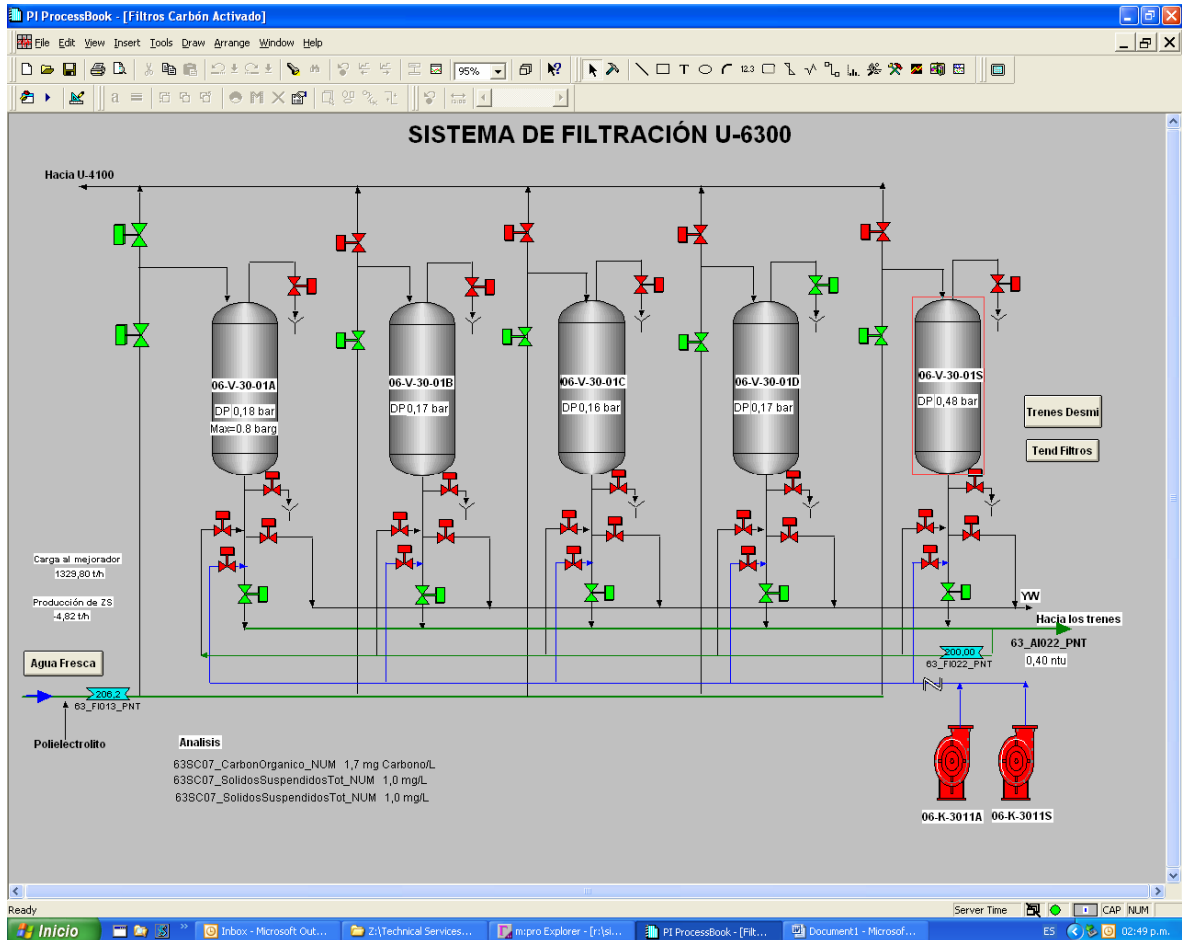 PI ProcessBook - [Filtros Carbón Activado]
File Edit View Insert Tools Draw Arrange Window Help
95%
SISTEMA DE FILTRACIÓN U-6300
Hacia U-4100
06-V-30-01A
DP 0,18 bar
Max=0.8 barg
06-V-30-01B
DP 0,17 bar
06-V-30-01C
DP 0,16 bar
06-V-30-01D
DP 0,17 bar
06-V-30-01S
DP 0,48 bar
Trenes Desmi
Tend Filtros
Carga al mejorador
1329,80 t/h
Producción de ZS
-4,82 t/h
YW
Hacia los trenes
63_AI022_PNT
0,40 ntu
200,00
63_FI022_PNT
Agua Fresca
206,2
63_FI013_PNT
Polielectrolito
Analisis
63SC07_CarbonOrganico_NUM 1,7 mg Carbono/L
63SC07_SolidosSuspendidosTot_NUM 1,0 mg/L
63SC07_SolidosSuspendidosTot_NUM 1,0 mg/L
06-K-3011A 06-K-3011S
Ready
Server Time
CAP NUM
Inicio
Inbox - Microsoft Out...
Z:\Technical Services...
m:pro Explorer - [r:\si...
PI ProcessBook - [Filt...
Document1 - Microsof...
ES
02:49 p.m.